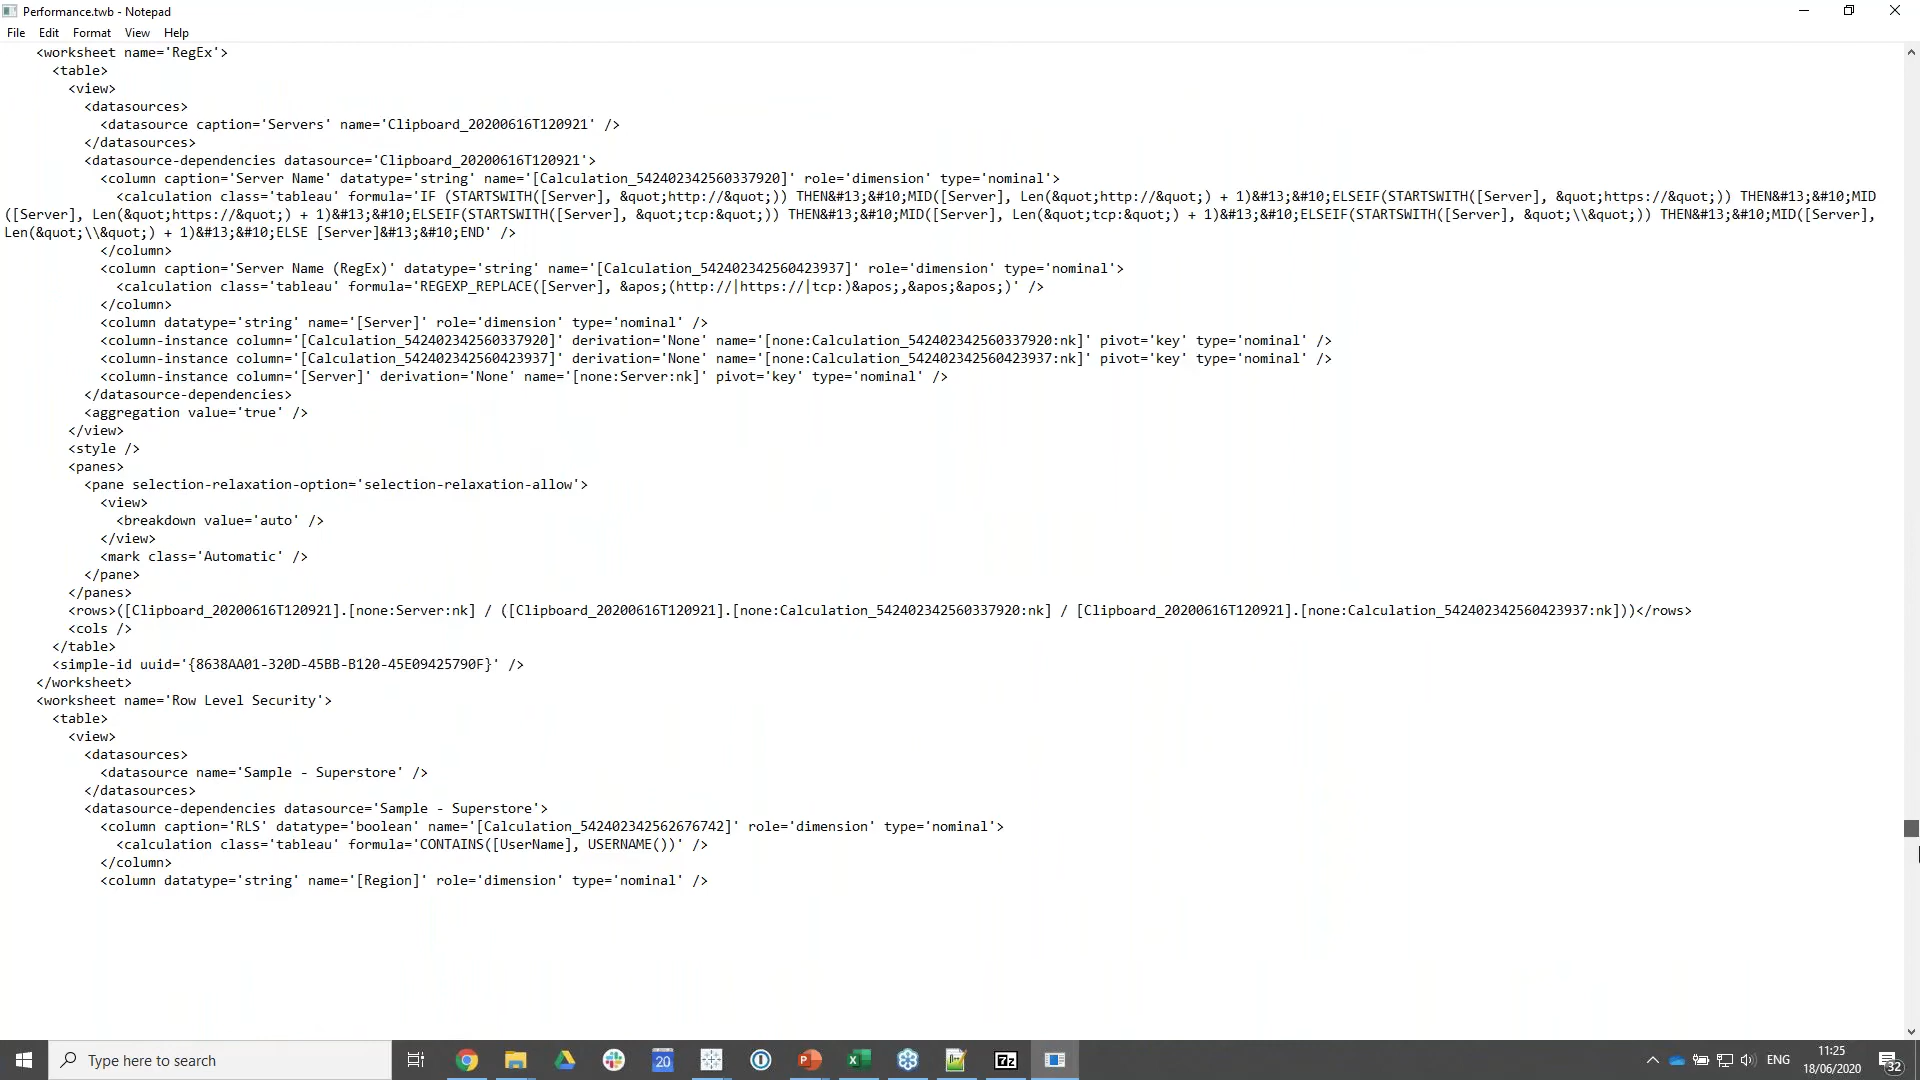 Performance.twb - Notepad
File Edit Format View Help
<worksheet name='RegEx'>
<table>
<view>
<datasources>
<datasource caption='Servers' name='Clipboard_20200616T120921' />
</datasources>
<datasource-dependencies datasource='Clipboard_20200616T120921'>
<column caption='Server Name' datatype='string' name='[Calculation_542402342560337920]' role='dimension' type='nominal'>
<calculation class='tableau' formula='IF (STARTSWITH([Server], &quot;http://&quot;)) THEN&#13;&#10;MID([Server], Len(&quot;http://&quot;) + 1)&#13;&#10;ELSEIF(STARTSWITH([Server], &quot;https://&quot;)) THEN&#13;&#10;MID
([Server], Len(&quot;https://&quot;) + 1)&#13;&#10;ELSEIF(STARTSWITH([Server], &quot;tcp:&quot;)) THEN&#13;&#10;MID([Server], Len(&quot;tcp:&quot;) + 1)&#13;&#10;ELSEIF(STARTSWITH([Server], &quot;\\&quot;)) THEN&#13;&#10;MID([Server],
Len(&quot;\\&quot;) + 1)&#13;&#10;ELSE [Server]&#13;&#10;END' />
</column>
<column caption='Server Name (RegEx)' datatype='string' name='[Calculation_542402342560423937]' role='dimension' type='nominal'>
<calculation class='tableau' formula='REGEXP_REPLACE([Server], &apos;(http://|https://|tcp:)&apos;,&apos;&apos;)' />
</column>
<column datatype='string' name='[Server]' role='dimension' type='nominal' />
<column-instance column='[Calculation_542402342560337920]' derivation='None' name='[none:Calculation_542402342560337920:nk]' pivot='key' type='nominal' />
<column-instance column='[Calculation_542402342560423937]' derivation='None' name='[none:Calculation_542402342560423937:nk]' pivot='key' type='nominal' />
<column-instance column='[Server]' derivation='None' name='[none:Server:nk]' pivot='key' type='nominal' />
</datasource-dependencies>
<aggregation value='true' />
</view>
<style />
<panes>
<pane selection-relaxation-option='selection-relaxation-allow'>
<view>
<breakdown value='auto' />
</view>
<mark class='Automatic' />
</pane>
</panes>
<rows>([Clipboard_20200616T120921].[none:Server:nk] / ([Clipboard_20200616T120921].[none:Calculation_542402342560337920:nk] / [Clipboard_20200616T120921].[none:Calculation_542402342560423937:nk]))</rows>
<cols />
</table>
<simple-id uuid='{8638AA01-320D-45BB-B120-45E09425790F}' />
</worksheet>
<worksheet name='Row Level Security'>
<table>
<view>
<datasources>
<datasource name='Sample - Superstore' />
</datasources>
<datasource-dependencies datasource='Sample - Superstore'>
<column caption='RLS' datatype='boolean' name='[Calculation_542402342562676742]' role='dimension' type='nominal'>
<calculation class='tableau' formula='CONTAINS([UserName], USERNAME())' />
</column>
<column datatype='string' name='[Region]' role='dimension' type='nominal' />
Type here to search
20
7z
ENG
11:25
18/06/2020
32